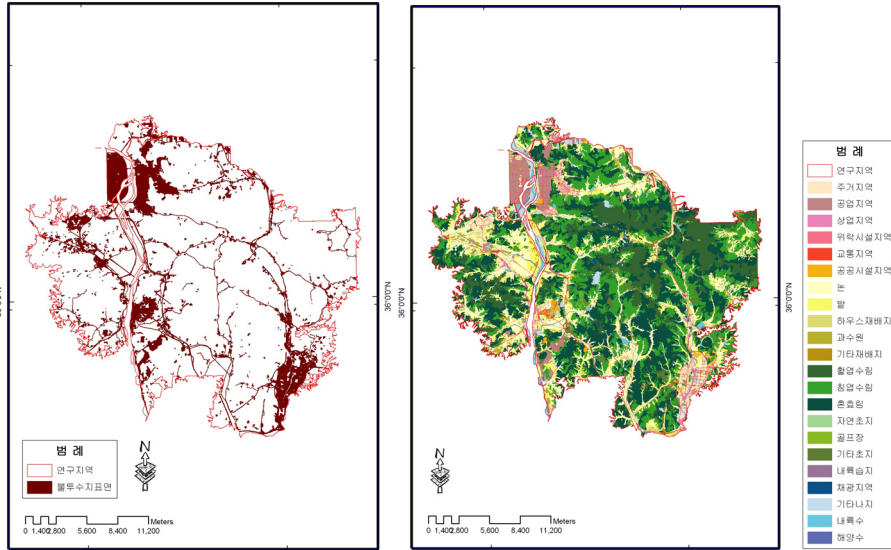 범 례
연구지역
불투수지표면
N
Meters
0 1,400 2,800 5,600 8,400 11,200
36°0'0"N
36°0'0"N
N
Meters
0 1,400 2,800 5,600 8,400 11,200
범 례
연구지역
주거지역
공업지역
상업지역
위락시설지역
교통지역
공공시설지역
논
밭
하우스재배지
과수원
기타재배지
활엽수림
침엽수림
혼효림
자연초지
골프장
기타초지
내륙습지
채광지역
기타나지
내륙수
해양수